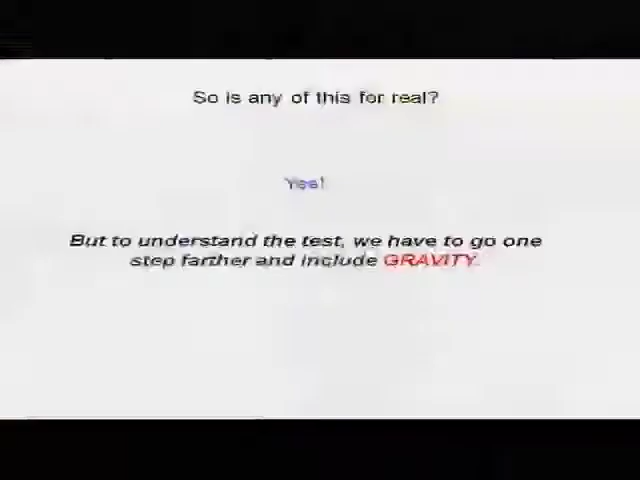 So is any of this for real?
Yes!
But to understand the test, we have to go one
step farther and include GRAVITY.